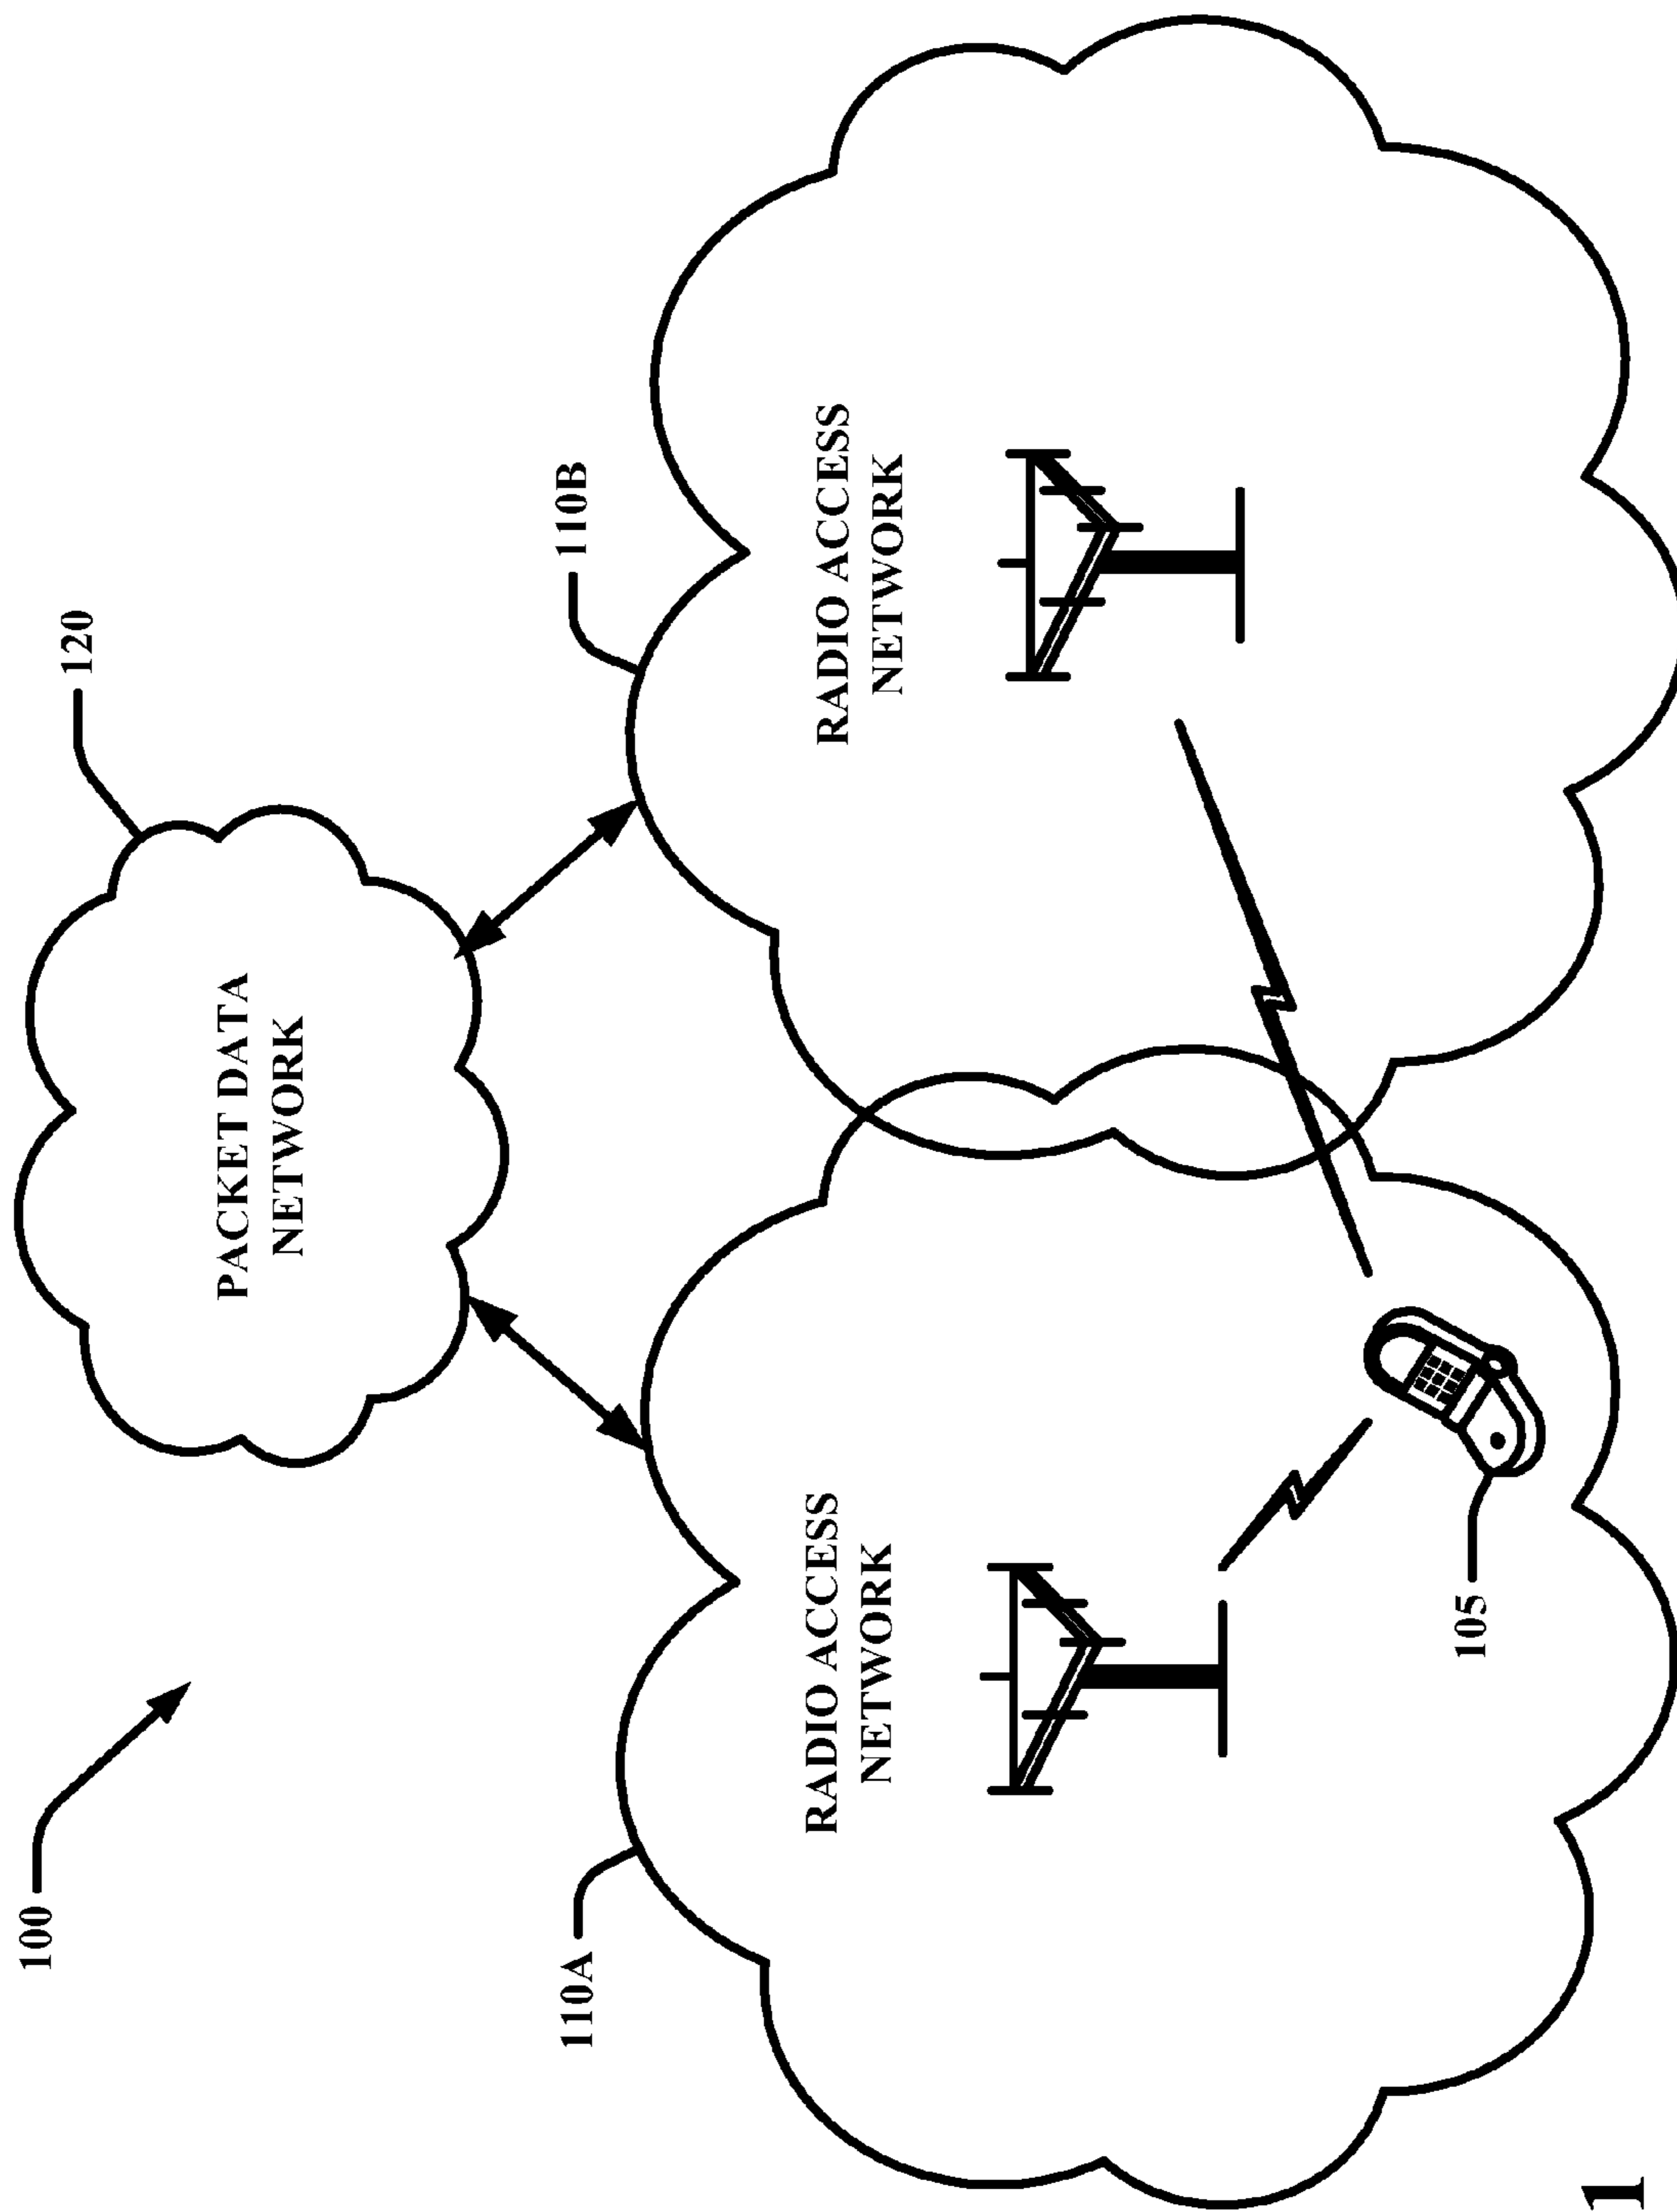 100
120
PACKET DATA
NETWORK
110A
110B
RADIO ACCESS
NETWORK
RADIO ACCESS
NETWORK
105
1